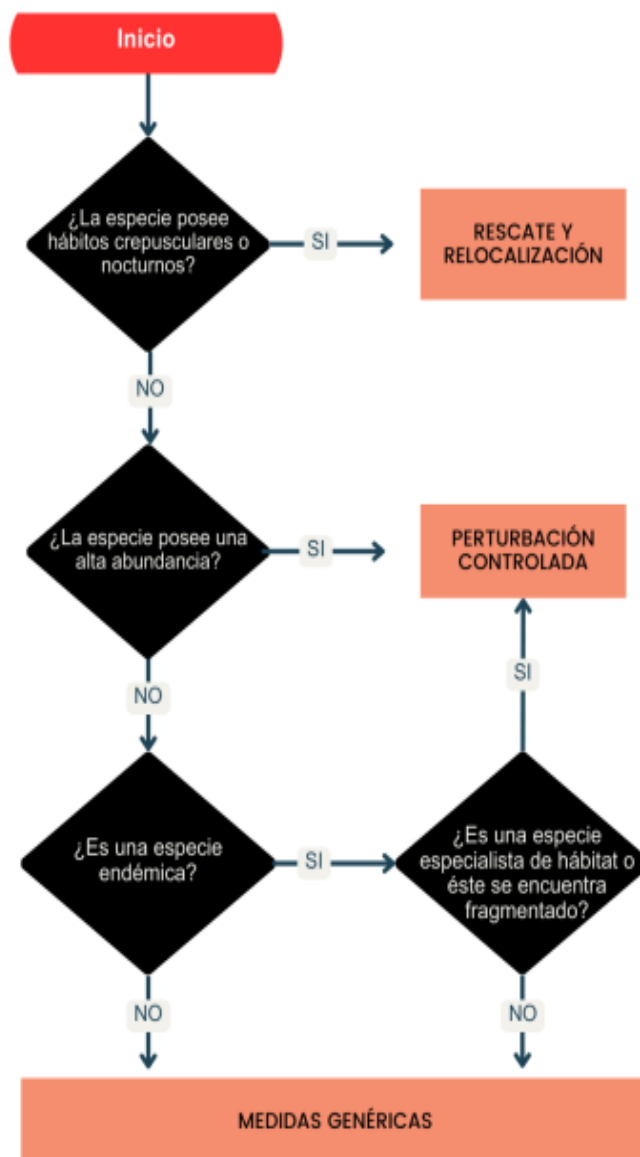 Inicio
¿La especie posee
hábitos crepusculares o
nocturnos?
SI
RESCATE Y
RELOCALIZACIÓN
NO
¿La especie posee una
alta abundancia?
SI
PERTURBACIÓN
CONTROLADA
NO
SI
¿Es una especie
endémica?
SI
¿Es una especie
especialista de hábitat o
éste se encuentra
fragmentado?
NO
NO
MEDIDAS GENÉRICAS